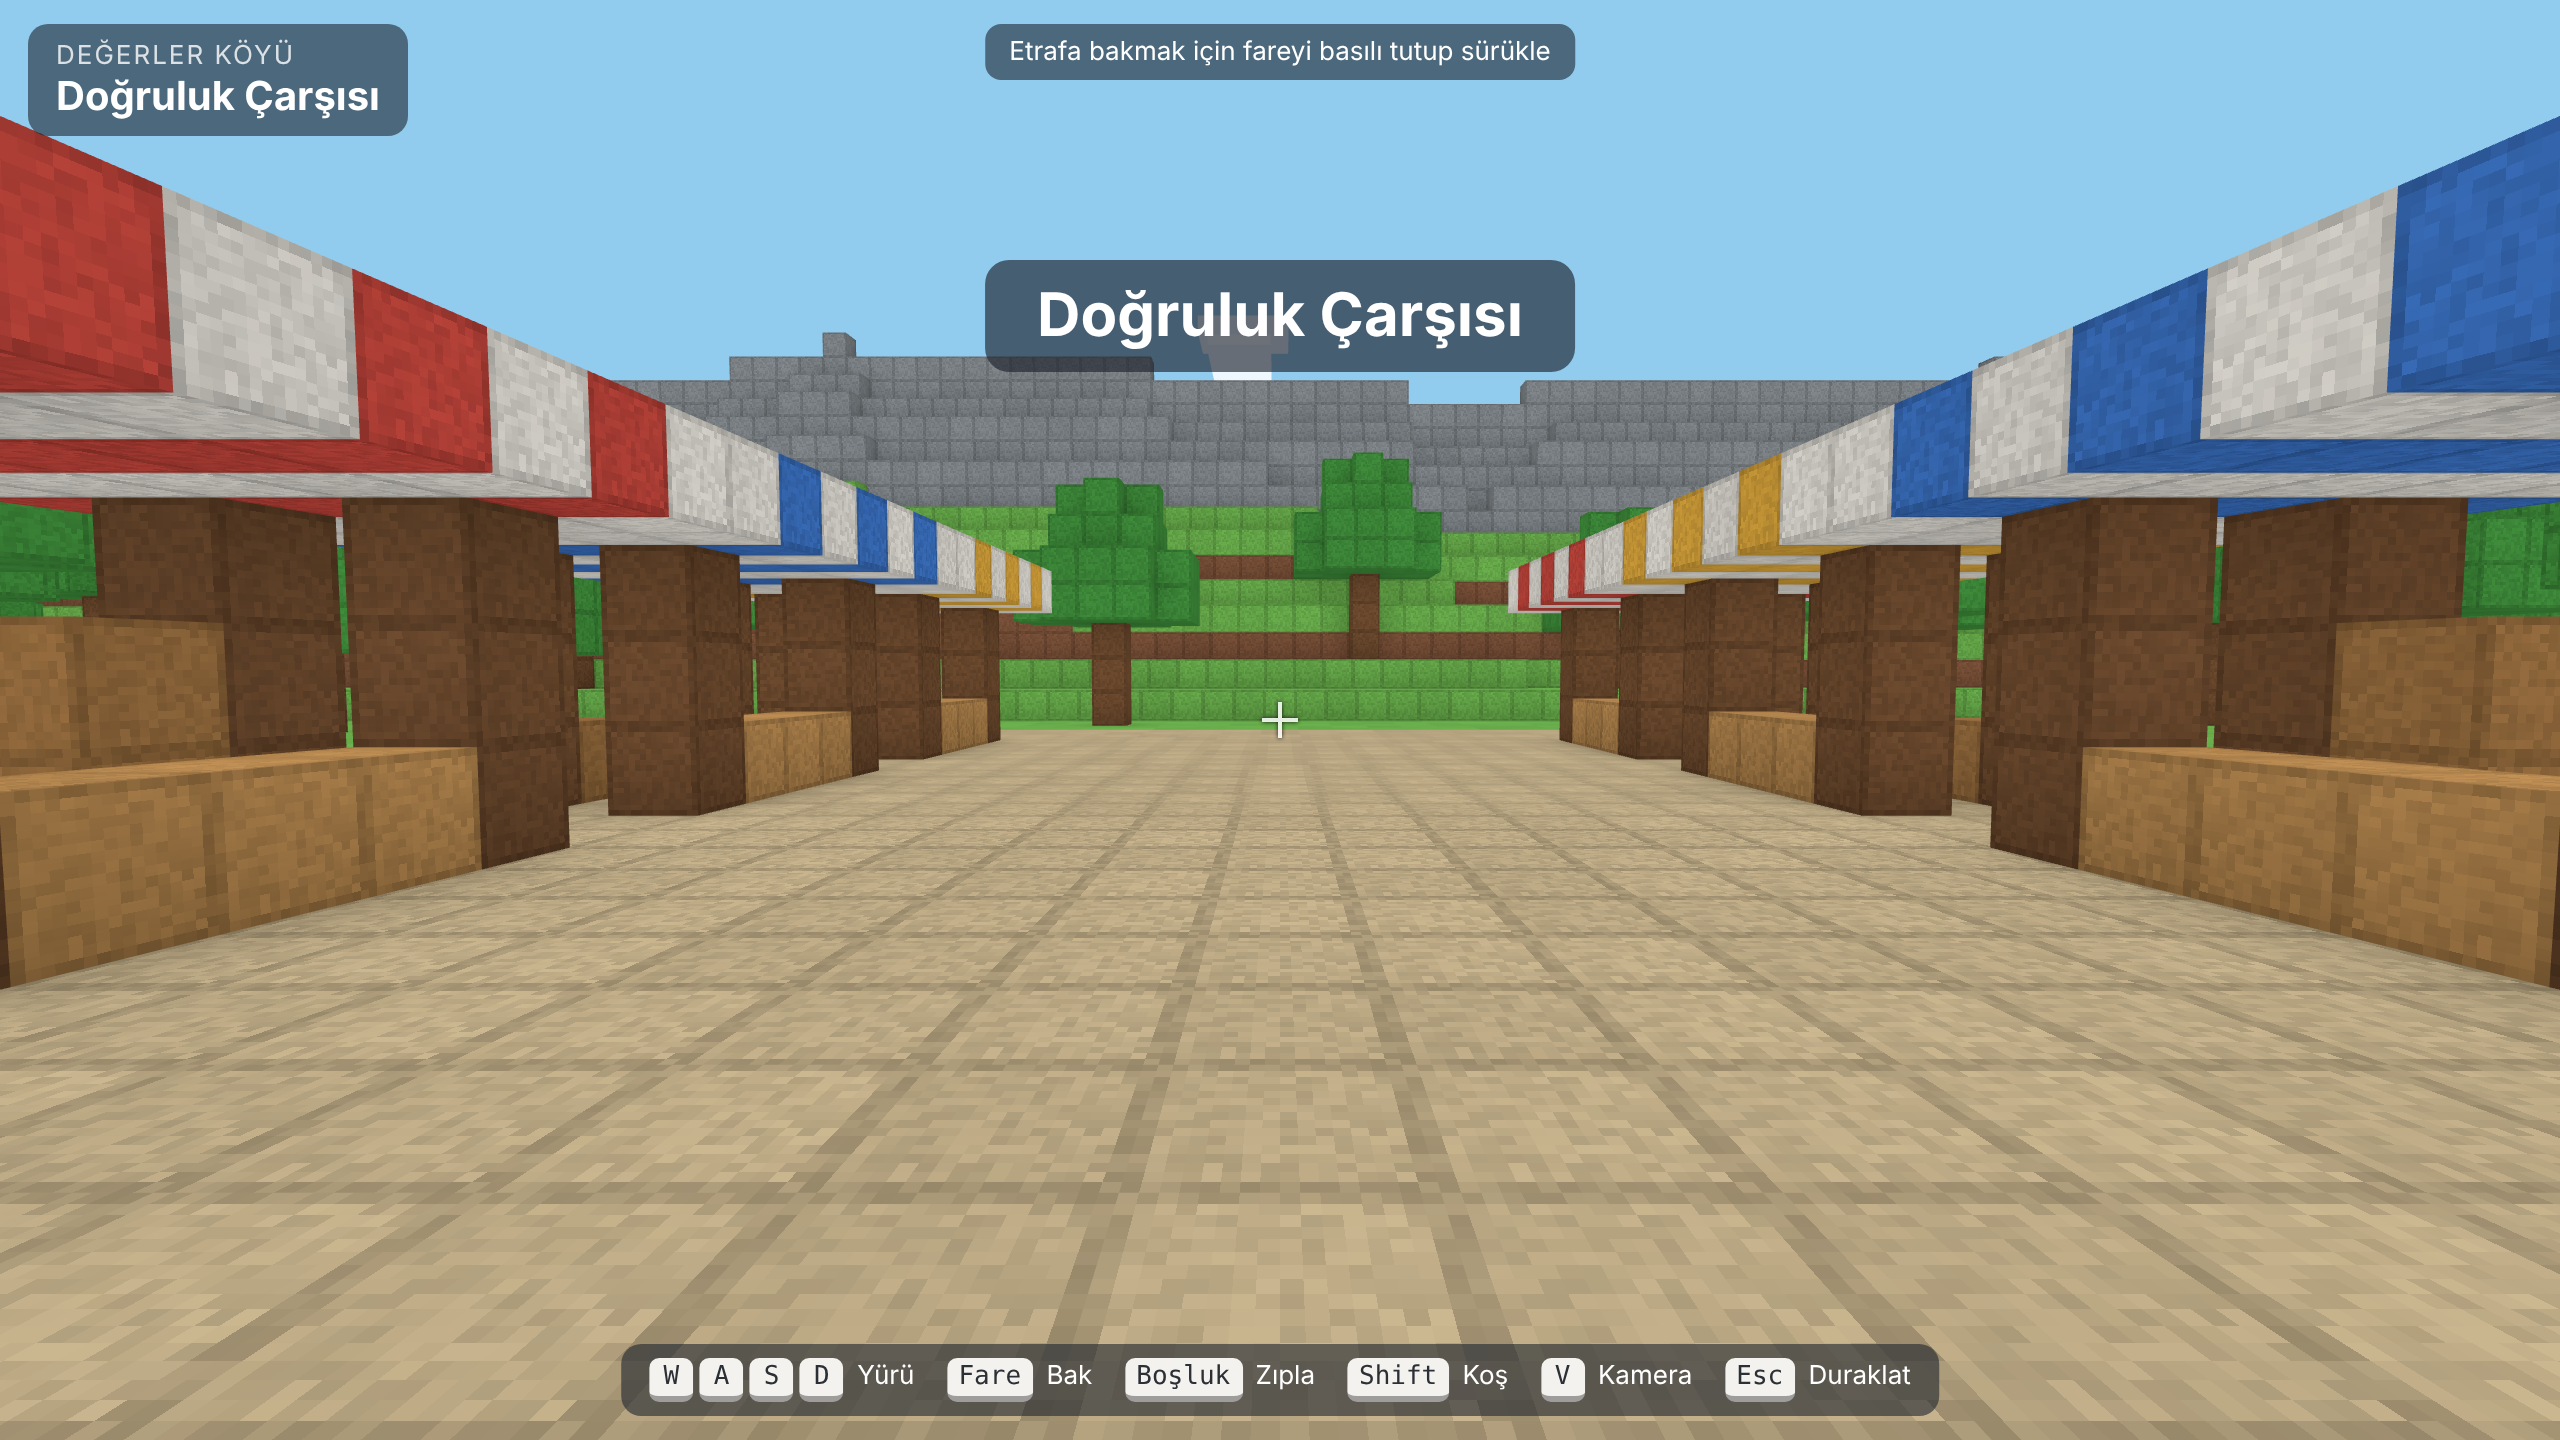 DEĞERLER KÖYÜ
Doğruluk Çarşısı
Etrafa bakmak için fareyi basılı tutup sürükle
Doğruluk Çarşısı
W A S D Yürü Fare Bak Boşluk Zıpla Shift Koş V Kamera Esc Duraklat